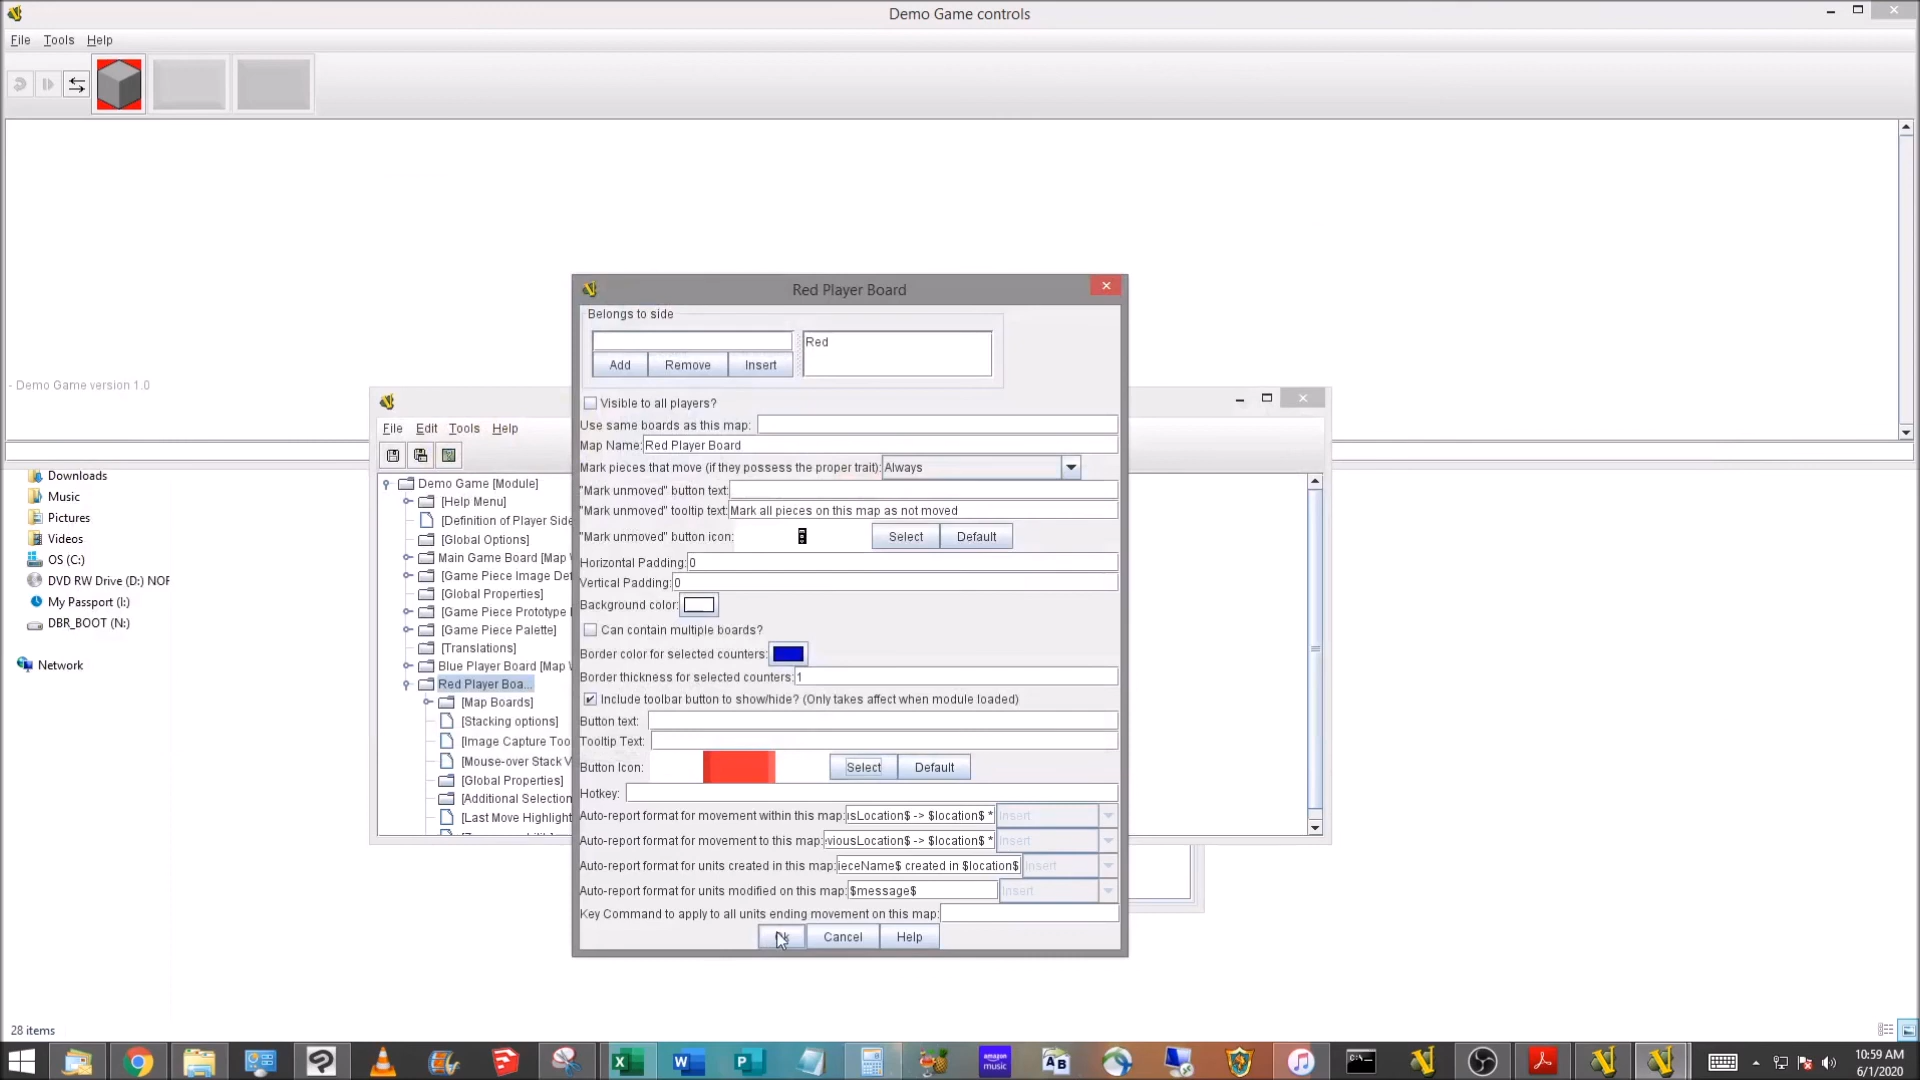 Demo Game controls
File Tools Help
- Demo Game version 1.0
Downloads
Music
Pictures
Videos
OS (C:)
DVD RW Drive (D:) NOF
My Passport (I:)
DBR_BOOT (N:)
Network
28 items
File Edit Tools Help
Demo Game [Module]
[Help Menu]
[Definition of Player Side
[Global Options]
Main Game Board [Map
[Game Piece Image De
[Global Properties]
[Game Piece Prototype
[Game Piece Palette]
[Translations]
Blue Player Board [Map
Red Player Boa...
[Map Boards]
[Stacking options]
[Image Capture Too
[Mouse-over Stack V
[Global Properties]
[Additional Selection
[Last Move Highlight
Red Player Board
Belongs to side
Red
Add Remove Insert
Visible to all players?
Use same boards as this map:
Map Name: Red Player Board
Mark pieces that move (if they possess the proper trait): Always
"Mark unmoved" button text:
"Mark unmoved" tooltip text: Mark all pieces on this map as not moved
"Mark unmoved" button icon: Select Default
Horizontal Padding: 0
Vertical Padding: 0
Background color:
Can contain multiple boards?
Border color for selected counters:
Border thickness for selected counters: 1
Include toolbar button to show/hide? (Only takes affect when module loaded)
Button text:
Tooltip Text:
Button Icon: Select Default
Hotkey:
Auto-report format for movement within this map: ısLocation$ -> $location$ * Insert
Auto-report format for movement to this map: viousLocation$ -> $location$ * Insert
Auto-report format for units created in this map: ieceName$ created in $location$ Insert
Auto-report format for units modified on this map: $message$ Insert
Key Command to apply to all units ending movement on this map:
Cancel Help
10:59 AM
6/1/2020